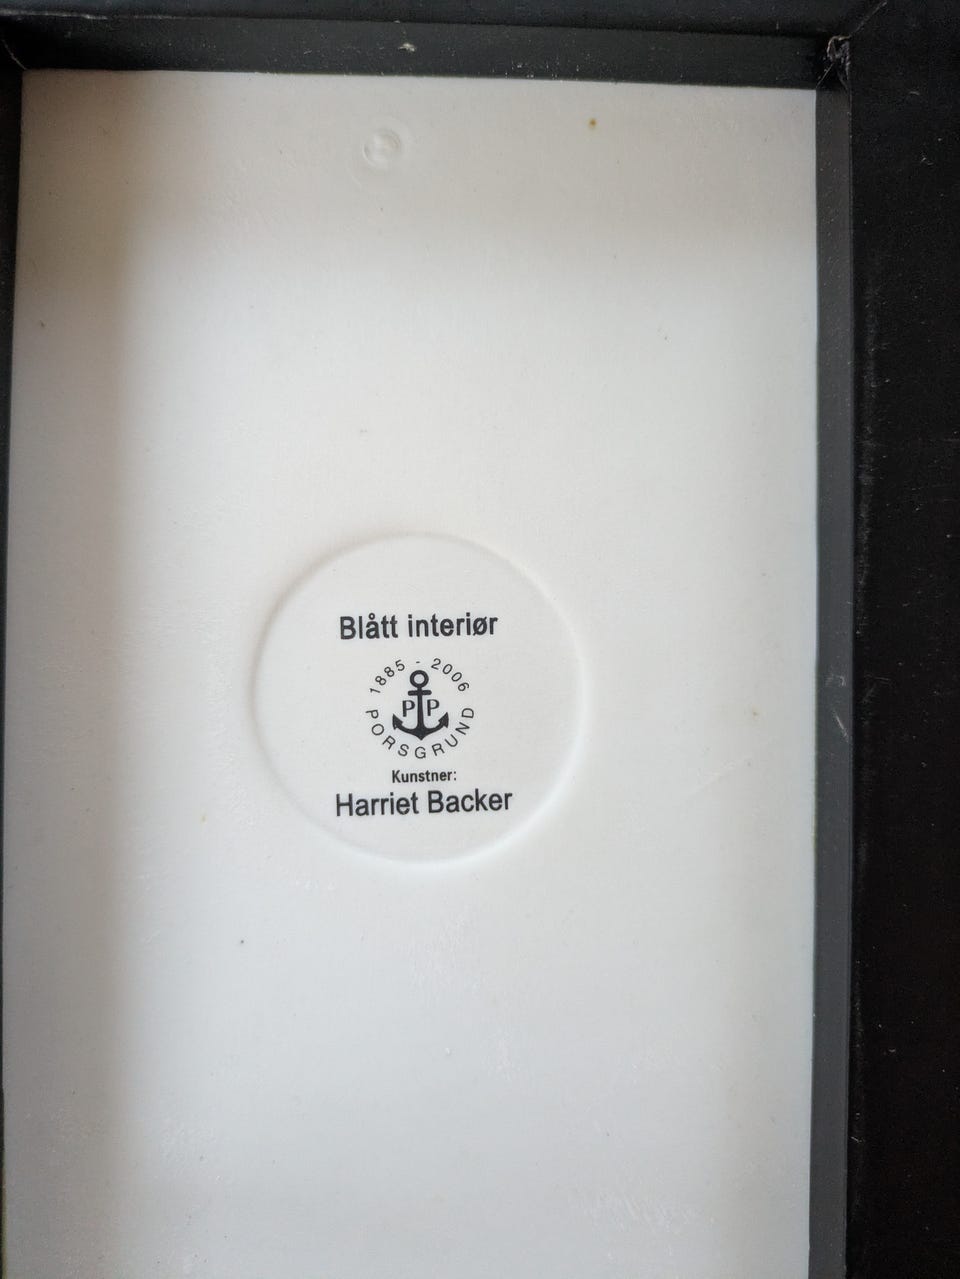 Blått interiør
1885 - 2006
P P
PORSGRUND
Kunstner:
Harriet Backer